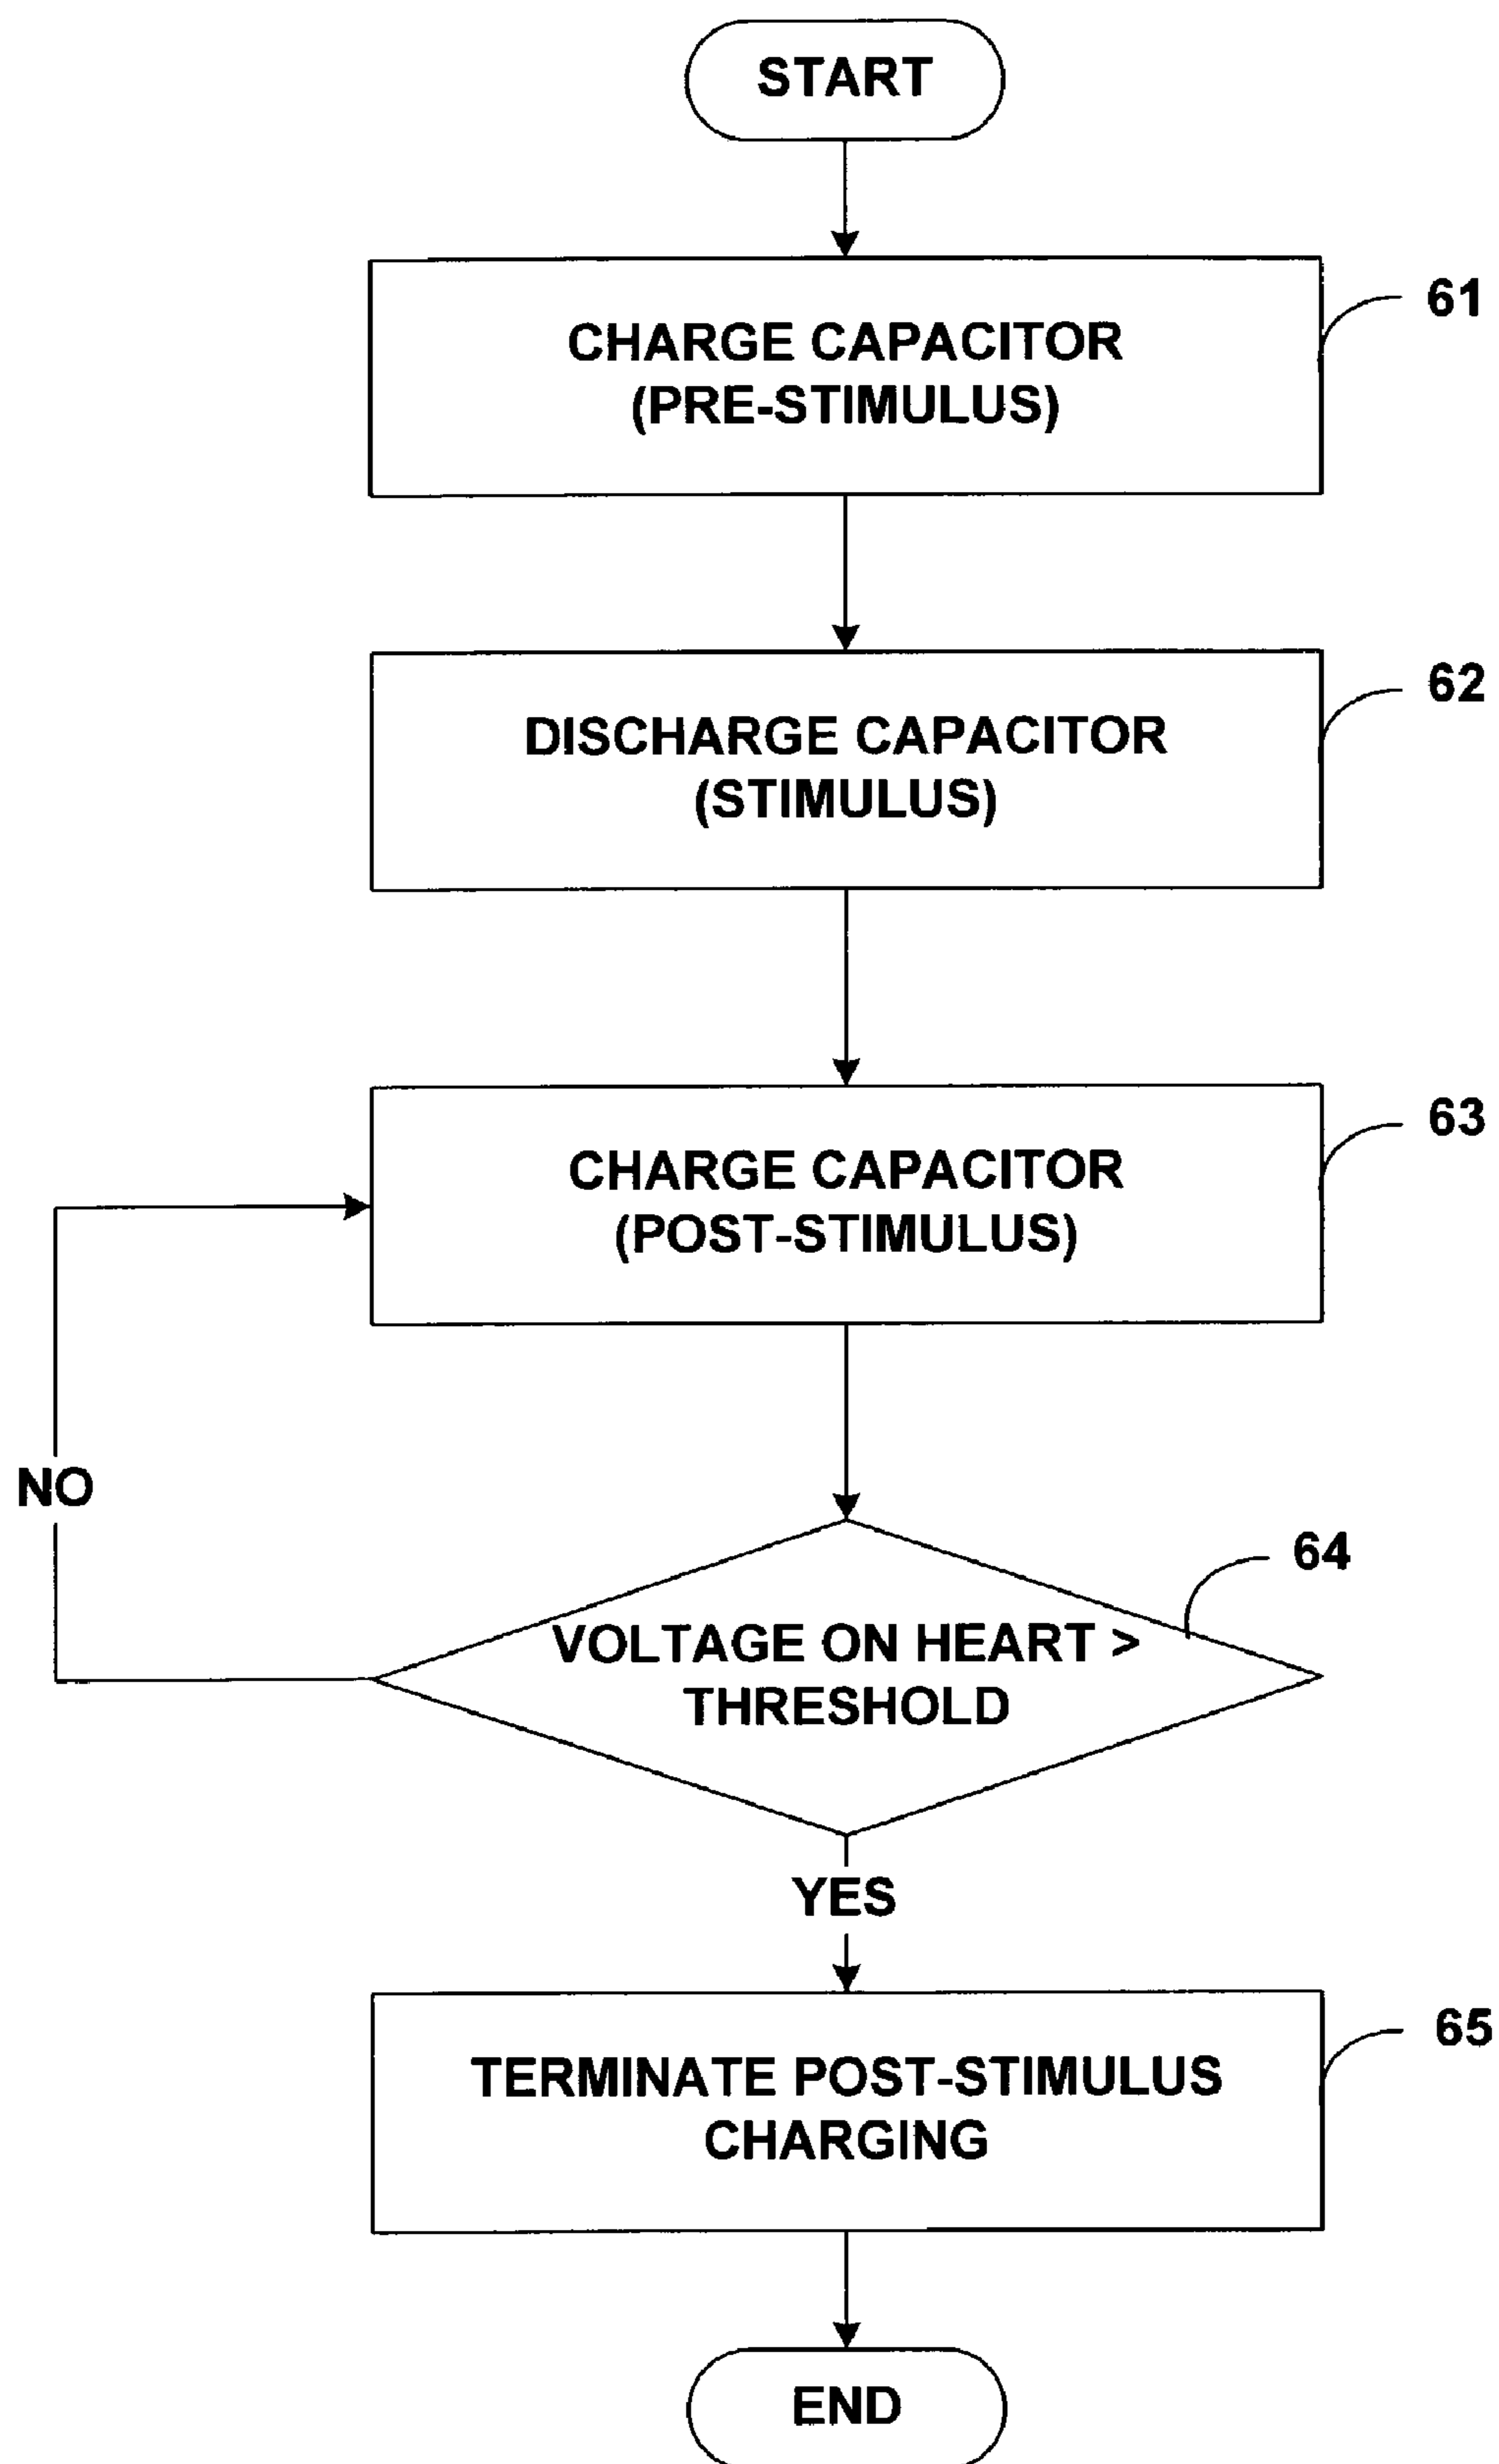 START
CHARGE CAPACITOR
(PRE-STIMULUS)
61
DISCHARGE CAPACITOR
(STIMULUS)
62
CHARGE CAPACITOR
(POST-STIMULUS)
63
NO
VOLTAGE ON HEART >
THRESHOLD
64
YES
TERMINATE POST-STIMULUS
CHARGING
65
END